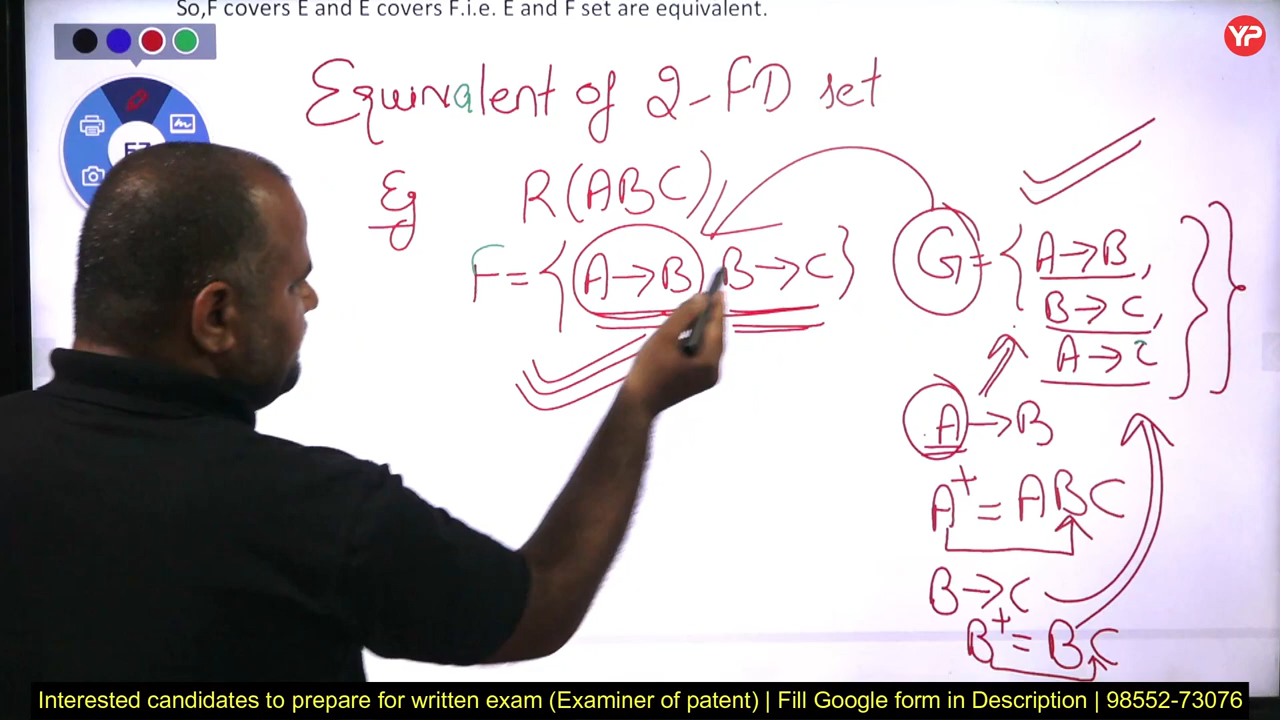 So,F covers E and E covers F.i.e. E and F set are equivalent.
YP
Equivalent of 2-FD set
Eg R(ABC)
F = { A→B, B→C }
G = { A→B,
B→C,
A→C }
A→B
A+ = ABC
B→C
B+ = BC
Interested candidates to prepare for written exam (Examiner of patent) | Fill Google form in Description | 98552-73076